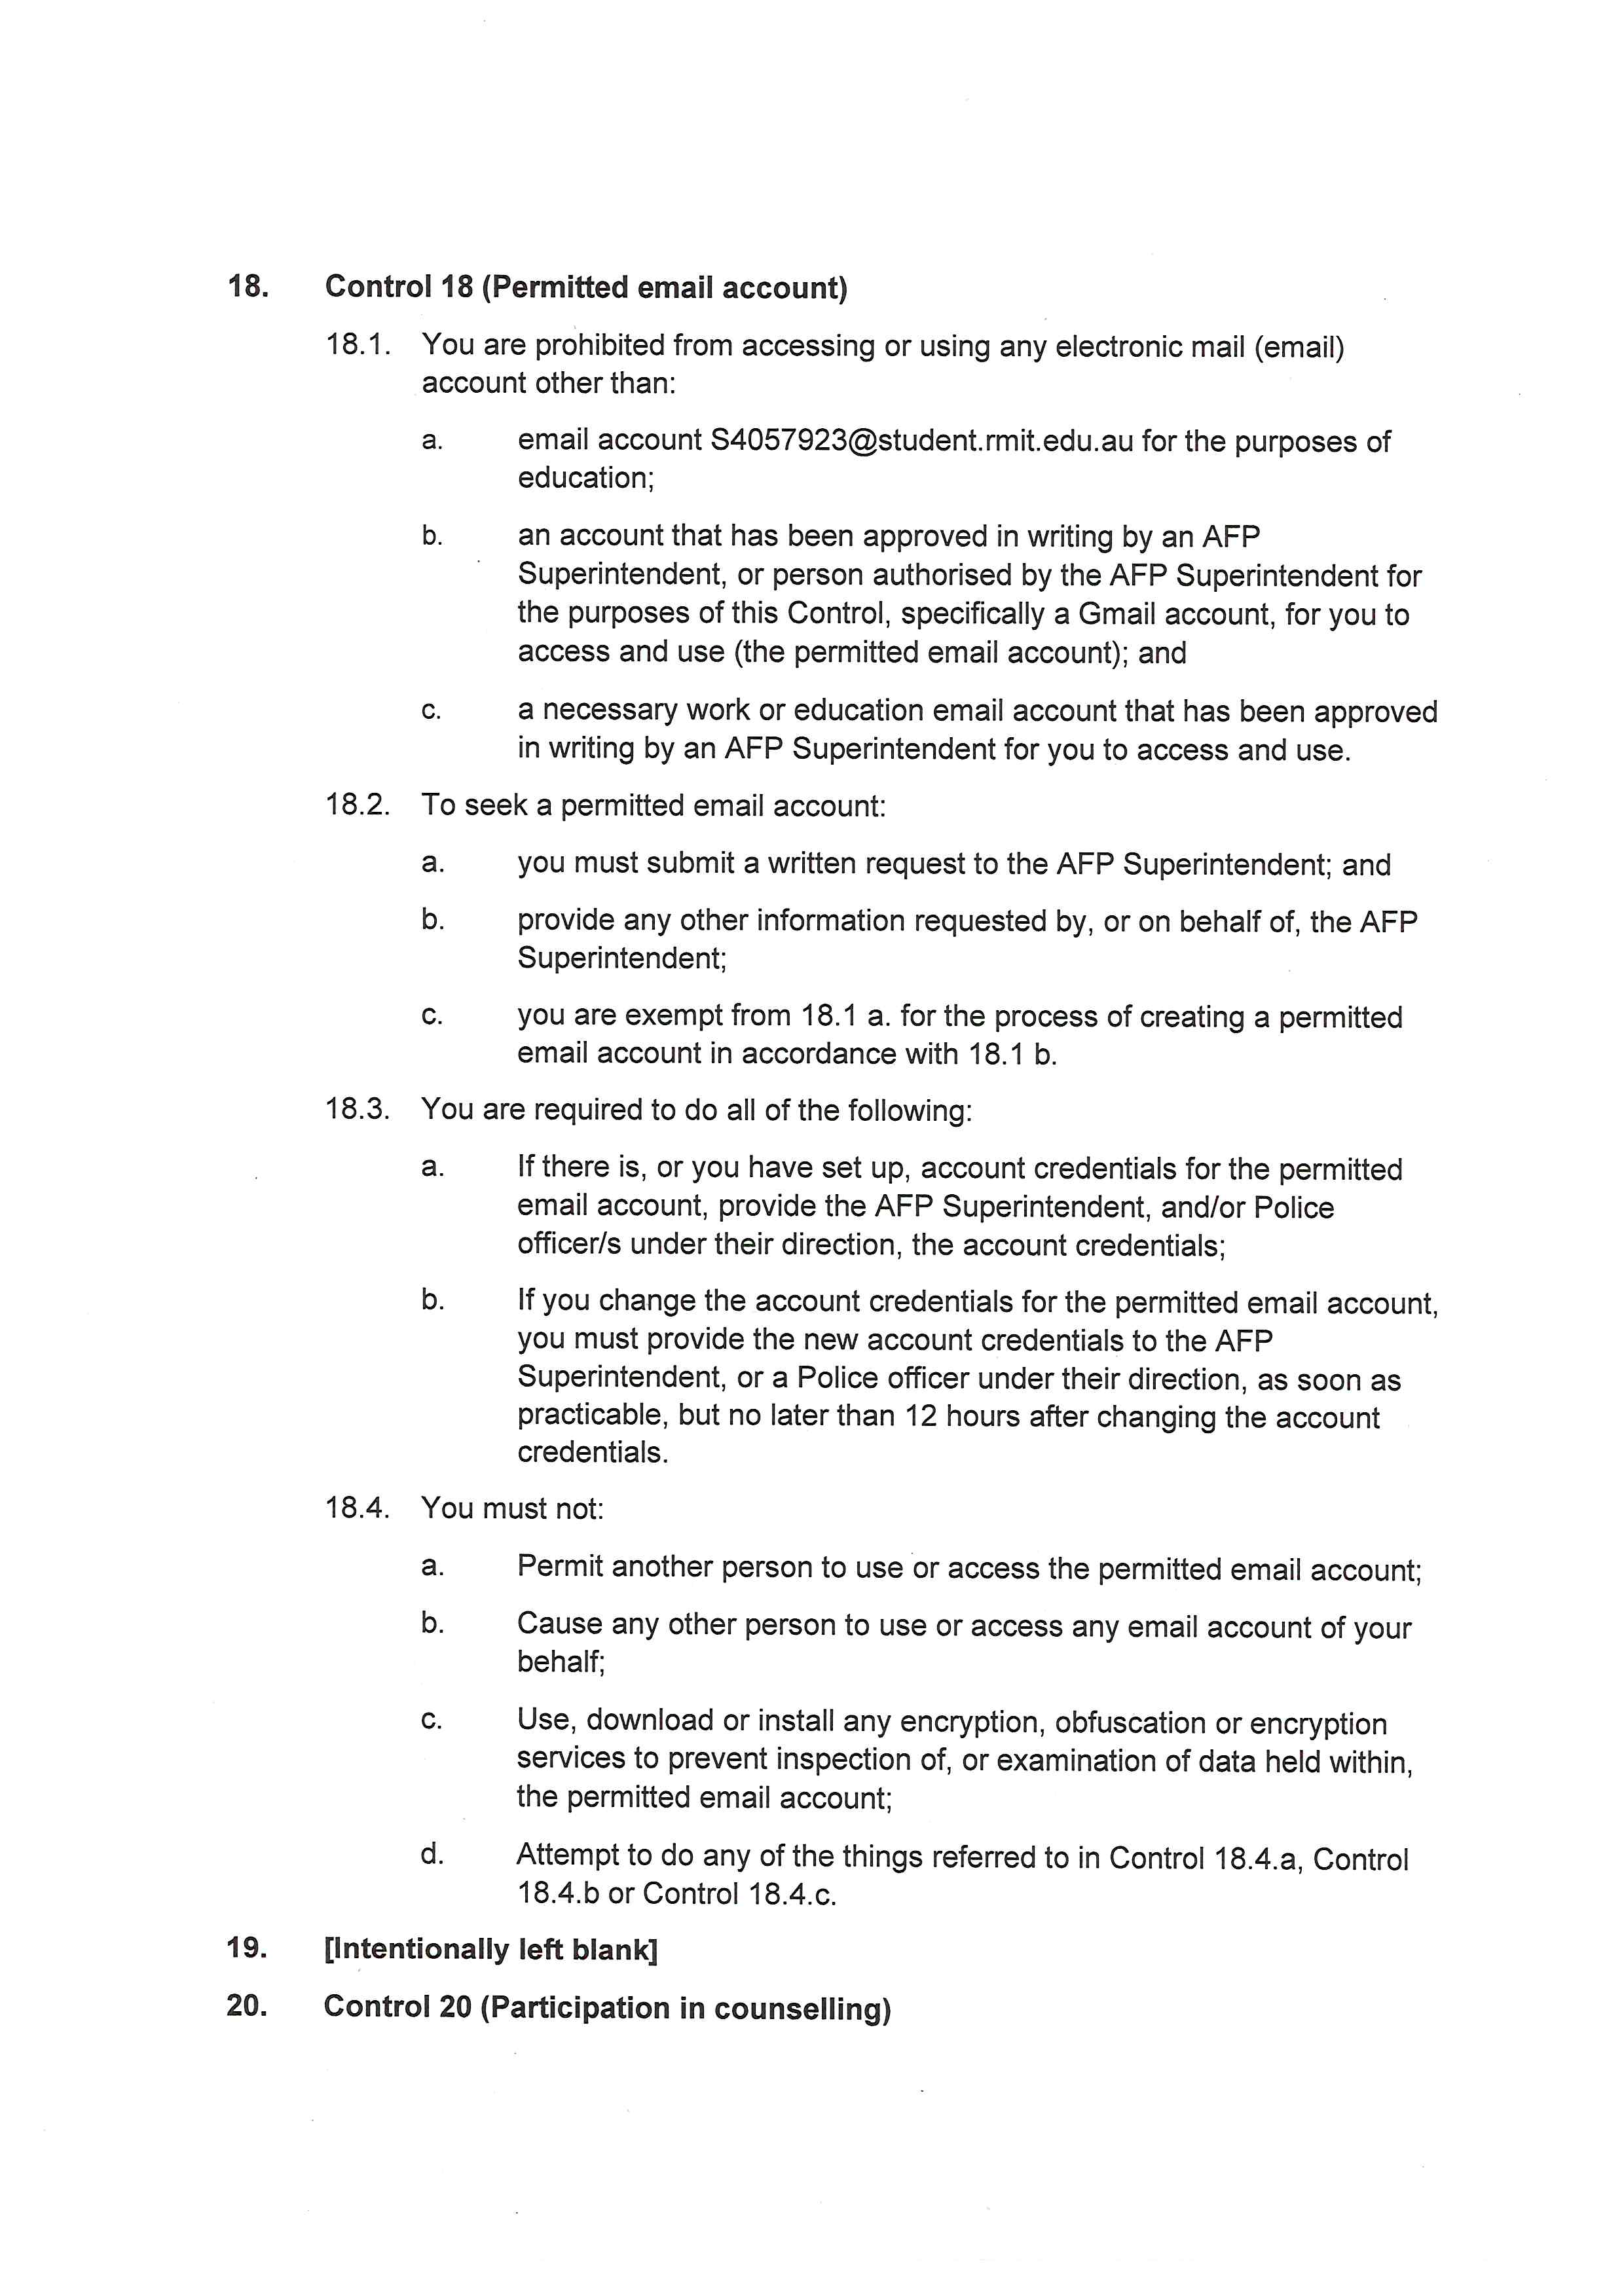 18. Control 18 (Permitted email account)
18.1. You are prohibited from accessing or using any electronic mail (email)
account other than:
a. email account S4057923@student.rmit.edu.au for the purposes of
education;
b. an account that has been approved in writing by an AFP
Superintendent, or person authorised by the AFP Superintendent for
the purposes of this Control, specifically a Gmail account, for you to
access and use (the permitted email account); and
c. a necessary work or education email account that has been approved
in writing by an AFP Superintendent for you to access and use.
18.2. To seek a permitted email account:
a. you must submit a written request to the AFP Superintendent; and
b. provide any other information requested by, or on behalf of, the AFP
Superintendent;
c. you are exempt from 18.1 a. for the process of creating a permitted
email account in accordance with 18.1 b.
18.3. You are required to do all of the following:
a. If there is, or you have set up, account credentials for the permitted
email account, provide the AFP Superintendent, and/or Police
officer/s under their direction, the account credentials;
b. If you change the account credentials for the permitted email account,
you must provide the new account credentials to the AFP
Superintendent, or a Police officer under their direction, as soon as
practicable, but no later than 12 hours after changing the account
credentials.
18.4. You must not:
a. Permit another person to use or access the permitted email account;
b. Cause any other person to use or access any email account of your
behalf;
c. Use, download or install any encryption, obfuscation or encryption
services to prevent inspection of, or examination of data held within,
the permitted email account;
d. Attempt to do any of the things referred to in Control 18.4.a, Control
18.4.b or Control 18.4.c.
19. [Intentionally left blank]
20. Control 20 (Participation in counselling)